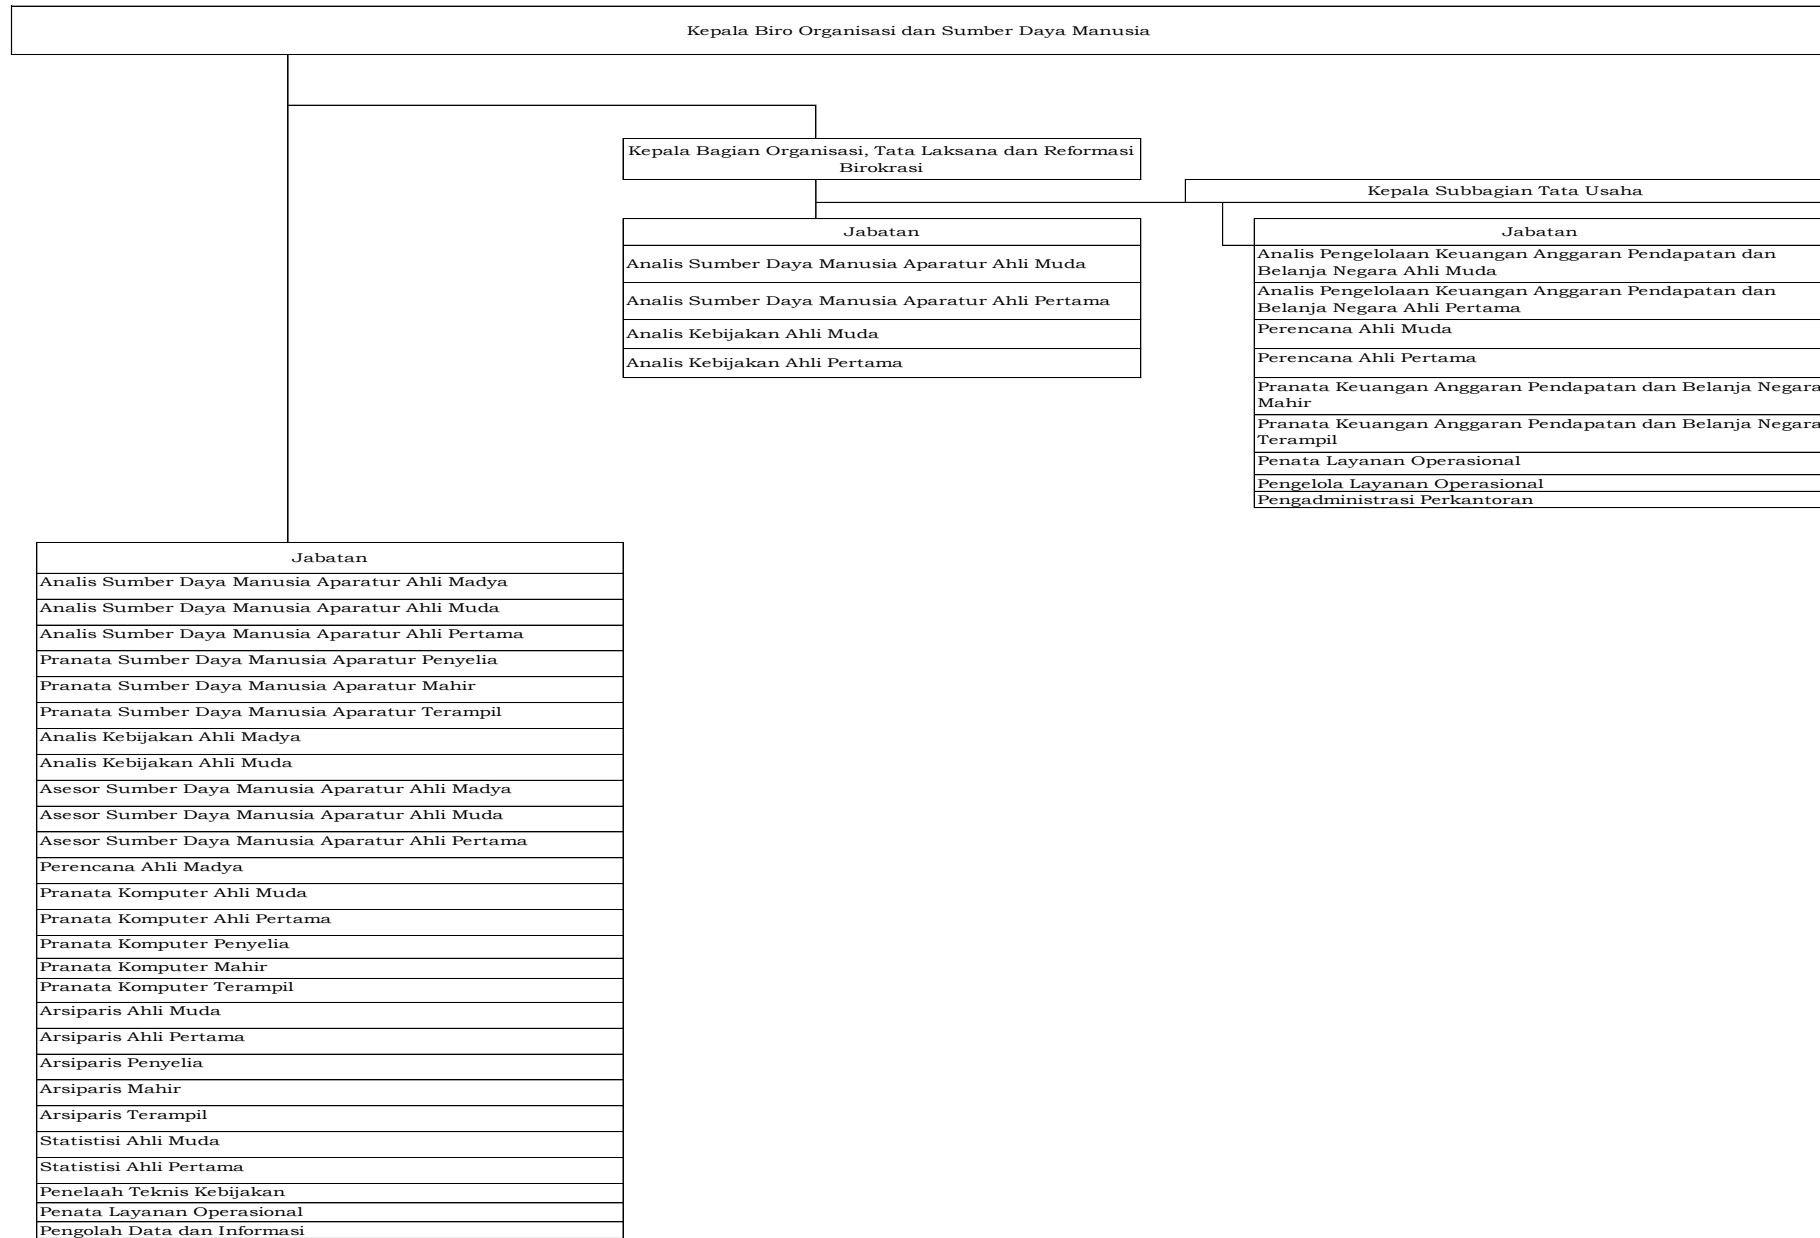 Kepala Biro Organisasi dan Sumber Daya Manusia
Kepala Bagian Organisasi, Tata Laksana dan Reformasi
Birokrasi
Kepala Subbagian Tata Usaha
Jabatan
Analis Sumber Daya Manusia Aparatur Ahli Muda
Analis Sumber Daya Manusia Aparatur Ahli Pertama
Analis Kebijakan Ahli Muda
Analis Kebijakan Ahli Pertama
Jabatan
Analis Pengelolaan Keuangan Anggaran Pendapatan dan
Belanja Negara Ahli Muda
Analis Pengelolaan Keuangan Anggaran Pendapatan dan
Belanja Negara Ahli Pertama
Perencana Ahli Muda
Perencana Ahli Pertama
Pranata Keuangan Anggaran Pendapatan dan Belanja Negara
Mahir
Pranata Keuangan Anggaran Pendapatan dan Belanja Negara
Terampil
Penata Layanan Operasional
Pengelola Layanan Operasional
Pengadministrasi Perkantoran
Jabatan
Analis Sumber Daya Manusia Aparatur Ahli Madya
Analis Sumber Daya Manusia Aparatur Ahli Muda
Analis Sumber Daya Manusia Aparatur Ahli Pertama
Pranata Sumber Daya Manusia Aparatur Penyelia
Pranata Sumber Daya Manusia Aparatur Mahir
Pranata Sumber Daya Manusia Aparatur Terampil
Analis Kebijakan Ahli Madya
Analis Kebijakan Ahli Muda
Asesor Sumber Daya Manusia Aparatur Ahli Madya
Asesor Sumber Daya Manusia Aparatur Ahli Muda
Asesor Sumber Daya Manusia Aparatur Ahli Pertama
Perencana Ahli Madya
Pranata Komputer Ahli Muda
Pranata Komputer Ahli Pertama
Pranata Komputer Penyelia
Pranata Komputer Mahir
Pranata Komputer Terampil
Arsiparis Ahli Muda
Arsiparis Ahli Pertama
Arsiparis Penyelia
Arsiparis Mahir
Arsiparis Terampil
Statistisi Ahli Muda
Statistisi Ahli Pertama
Penelaah Teknis Kebijakan
Penata Layanan Operasional
Pengolah Data dan Informasi